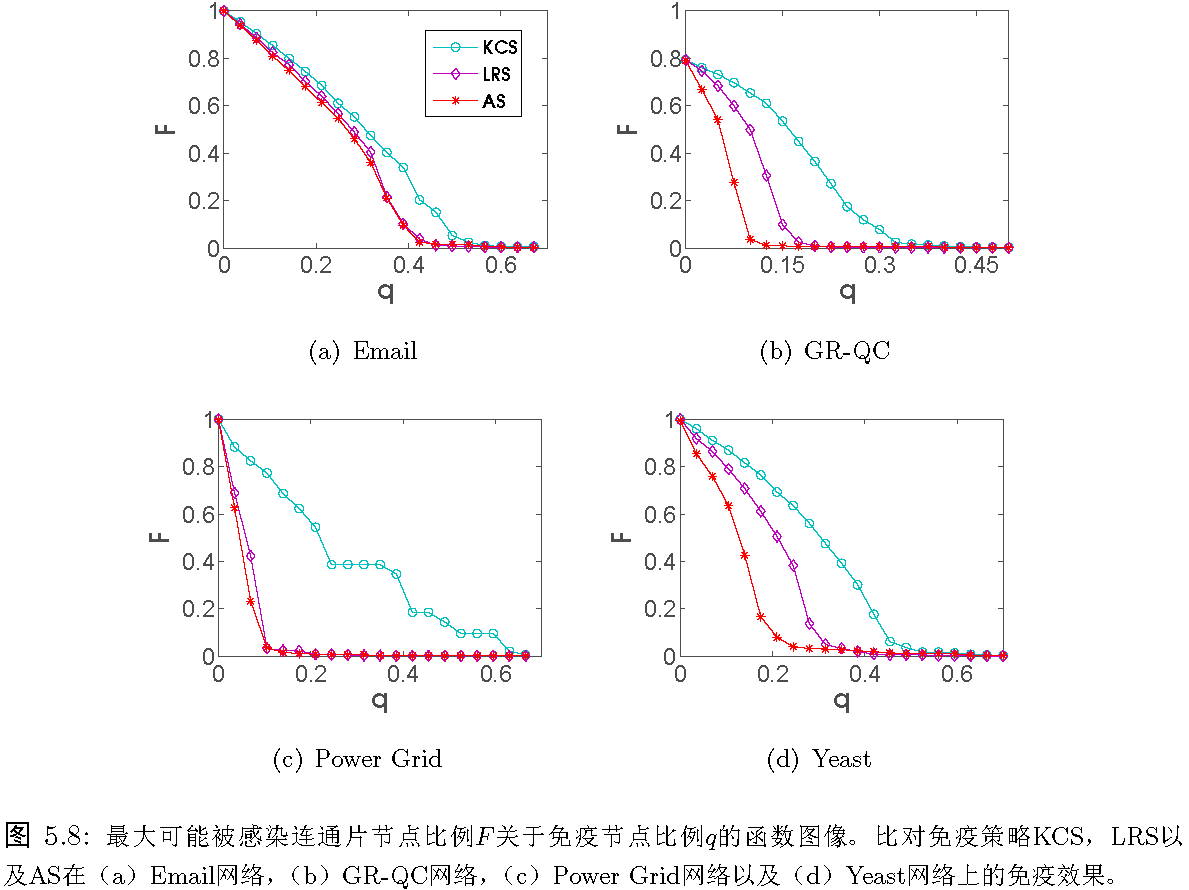 1
0.8
0.6
0.4
0.2
0
F
0 0.2 0.4 0.6
q
KCS
LRS
AS
(a) Email
1
0.8
0.6
0.4
0.2
0
F
0 0.15 0.3 0.45
q
(b) GR-QC
1
0.8
0.6
0.4
0.2
0
F
0 0.2 0.4 0.6
q
(c) Power Grid
1
0.8
0.6
0.4
0.2
0
F
0 0.2 0.4 0.6
q
(d) Yeast
图 5.8: 最大可能被感染连通片节点比例F关于免疫节点比例q的函数图像。比对免疫策略KCS，LRS以
及AS在（a）Email网络，（b）GR-QC网络，（c）Power Grid网络以及（d）Yeast网络上的免疫效果。